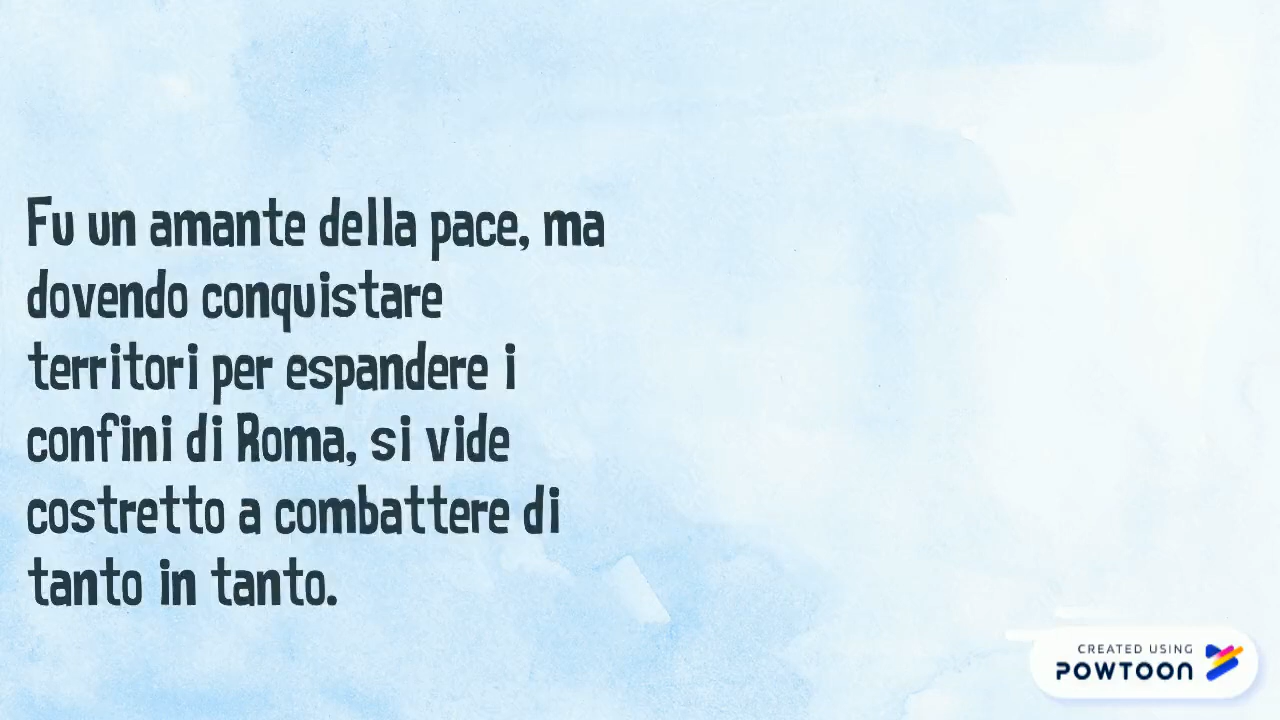 Fu un amante della pace, ma
dovendo conquistare
territori per espandere i
confini di Roma, si vide
costretto a combattere di
tanto in tanto.
CREATED USING
POWTOON